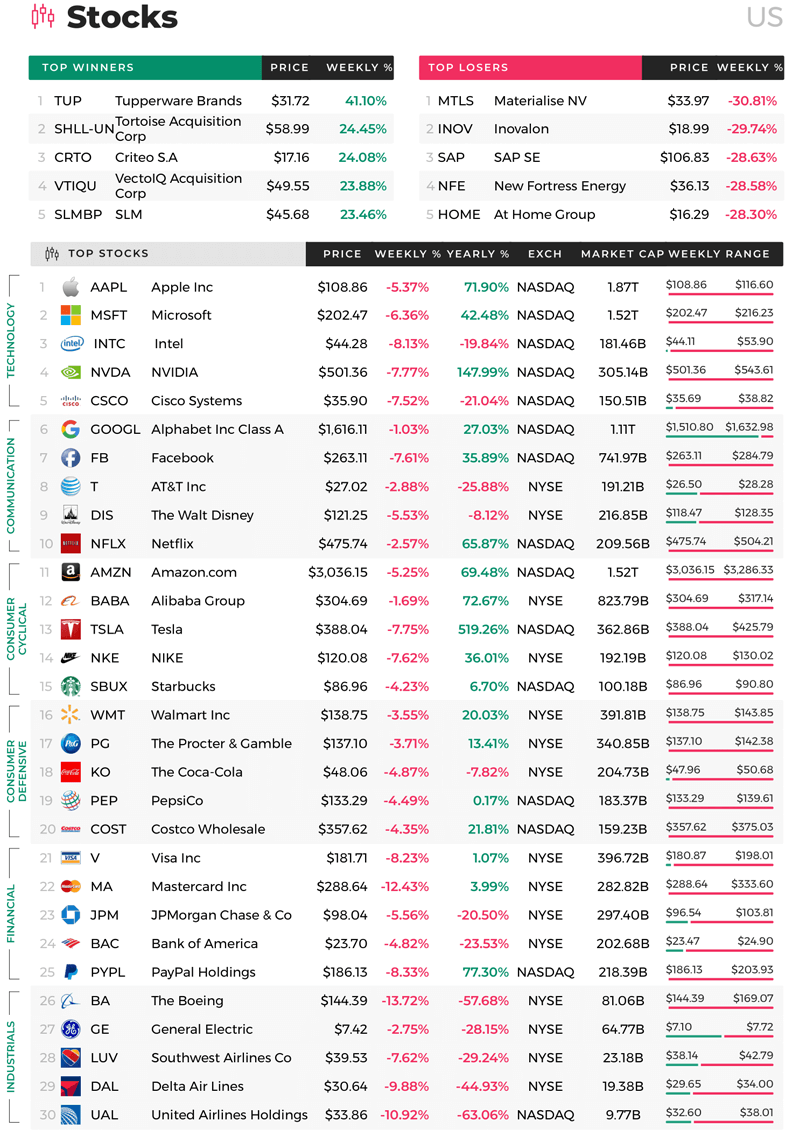 Stocks
US
TOP WINNERS PRICE WEEKLY %
1 TUP Tupperware Brands $31.72 41.10%
2 SHLL-UN Tortoise Acquisition Corp $58.99 24.45%
3 CRTO Criteo S.A $17.16 24.08%
4 VTIQU VectoIQ Acquisition Corp $49.55 23.88%
5 SLMBP SLM $45.68 23.46%
TOP LOSERS PRICE WEEKLY %
1 MTLS Materialise NV $33.97 -30.81%
2 INOV Inovalon $18.99 -29.74%
3 SAP SAP SE $106.83 -28.63%
4 NFE New Fortress Energy $36.13 -28.58%
5 HOME At Home Group $16.29 -28.30%
TOP STOCKS PRICE WEEKLY % YEARLY % EXCH MARKET CAP WEEKLY RANGE
TECHNOLOGY
1 AAPL Apple Inc $108.86 -5.37% 71.90% NASDAQ 1.87T $108.86 $116.60
2 MSFT Microsoft $202.47 -6.36% 42.48% NASDAQ 1.52T $202.47 $216.23
3 intel INTC Intel $44.28 -8.13% -19.84% NASDAQ 181.46B $44.11 $53.90
4 NVDA NVIDIA $501.36 -7.77% 147.99% NASDAQ 305.14B $501.36 $543.61
5 CISCO CSCO Cisco Systems $35.90 -7.52% -21.04% NASDAQ 150.51B $35.69 $38.82
COMMUNICATION
6 GOOGL Alphabet Inc Class A $1,616.11 -1.03% 27.03% NASDAQ 1.11T $1,510.80 $1,632.98
7 FB Facebook $263.11 -7.61% 35.89% NASDAQ 741.97B $263.11 $284.79
8 T AT&T Inc $27.02 -2.88% -25.88% NYSE 191.21B $26.50 $28.28
9 DIS The Walt Disney $121.25 -5.53% -8.12% NYSE 216.85B $118.47 $128.35
10 NETFLIX NFLX Netflix $475.74 -2.57% 65.87% NASDAQ 209.56B $475.74 $504.21
CONSUMER CYCLICAL
11 AMZN Amazon.com $3,036.15 -5.25% 69.48% NASDAQ 1.52T $3,036.15 $3,286.33
12 BABA Alibaba Group $304.69 -1.69% 72.67% NYSE 823.79B $304.69 $317.14
13 TSLA Tesla $388.04 -7.75% 519.26% NASDAQ 362.86B $388.04 $425.79
14 NKE NIKE $120.08 -7.62% 36.01% NYSE 192.19B $120.08 $130.02
15 SBUX Starbucks $86.96 -4.23% 6.70% NASDAQ 100.18B $86.96 $90.80
CONSUMER DEFENSIVE
16 WMT Walmart Inc $138.75 -3.55% 20.03% NYSE 391.81B $138.75 $143.85
17 P&G PG The Procter & Gamble $137.10 -3.71% 13.41% NYSE 340.85B $137.10 $142.38
18 KO The Coca-Cola $48.06 -4.87% -7.82% NYSE 204.73B $47.96 $50.68
19 PEP PepsiCo $133.29 -4.49% 0.17% NASDAQ 183.37B $133.29 $139.61
20 COST Costco Wholesale $357.62 -4.35% 21.81% NASDAQ 159.23B $357.62 $375.03
FINANCIAL
21 VISA V Visa Inc $181.71 -8.23% 1.07% NYSE 396.72B $180.87 $198.01
22 MA Mastercard Inc $288.64 -12.43% 3.99% NYSE 282.82B $288.64 $333.60
23 JPM JPMorgan Chase & Co $98.04 -5.56% -20.50% NYSE 297.40B $96.54 $103.81
24 BAC Bank of America $23.70 -4.82% -23.53% NYSE 202.68B $23.47 $24.90
25 PYPL PayPal Holdings $186.13 -8.33% 77.30% NASDAQ 218.39B $186.13 $203.93
INDUSTRIALS
26 BA The Boeing $144.39 -13.72% -57.68% NYSE 81.06B $144.39 $169.07
27 GE General Electric $7.42 -2.75% -28.15% NYSE 64.77B $7.10 $7.72
28 LUV Southwest Airlines Co $39.53 -7.62% -29.24% NYSE 23.18B $38.14 $42.79
29 DAL Delta Air Lines $30.64 -9.88% -44.93% NYSE 19.38B $29.65 $34.00
30 UAL United Airlines Holdings $33.86 -10.92% -63.06% NASDAQ 9.77B $32.60 $38.01